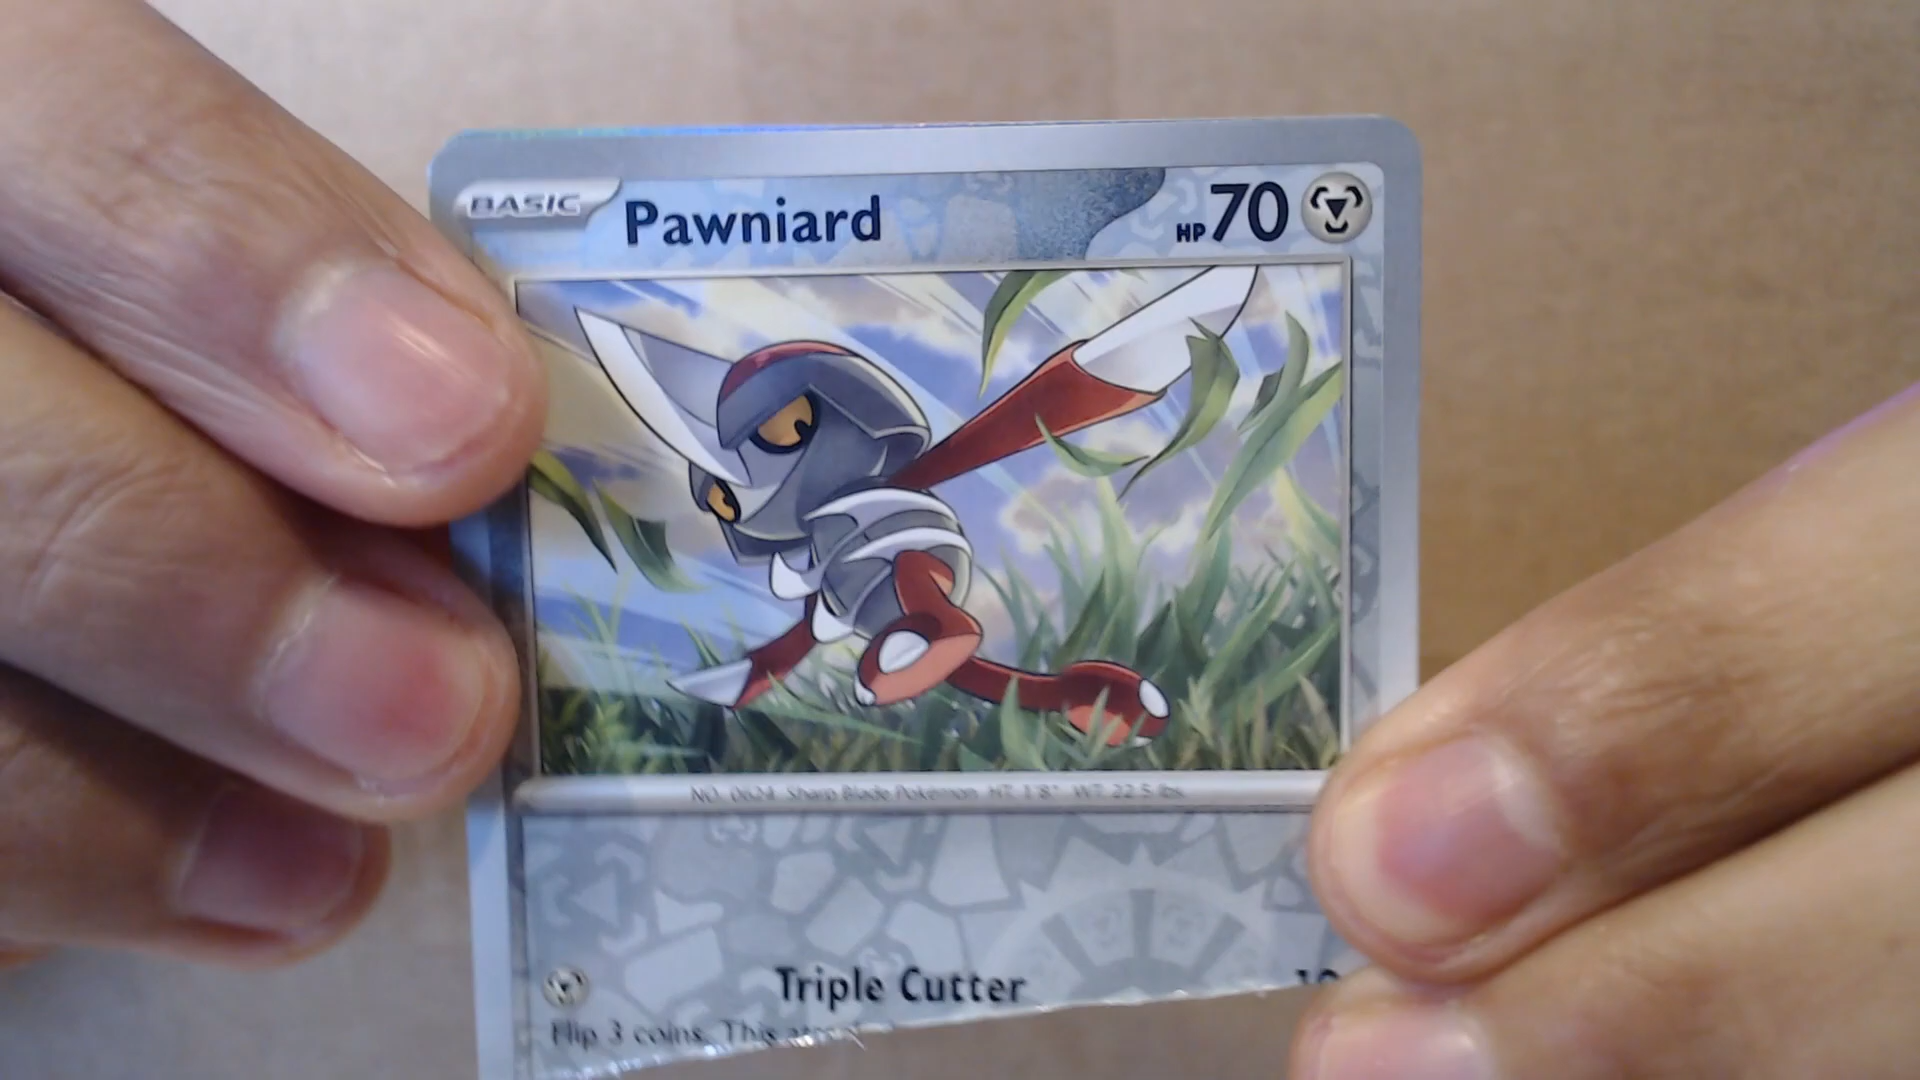 BASIC Pawniard HP 70
NO. 0624 Sharp Blade Pokémon HT: 1'8" WT: 22.5 lbs.
Triple Cutter
Flip 3 coins. This